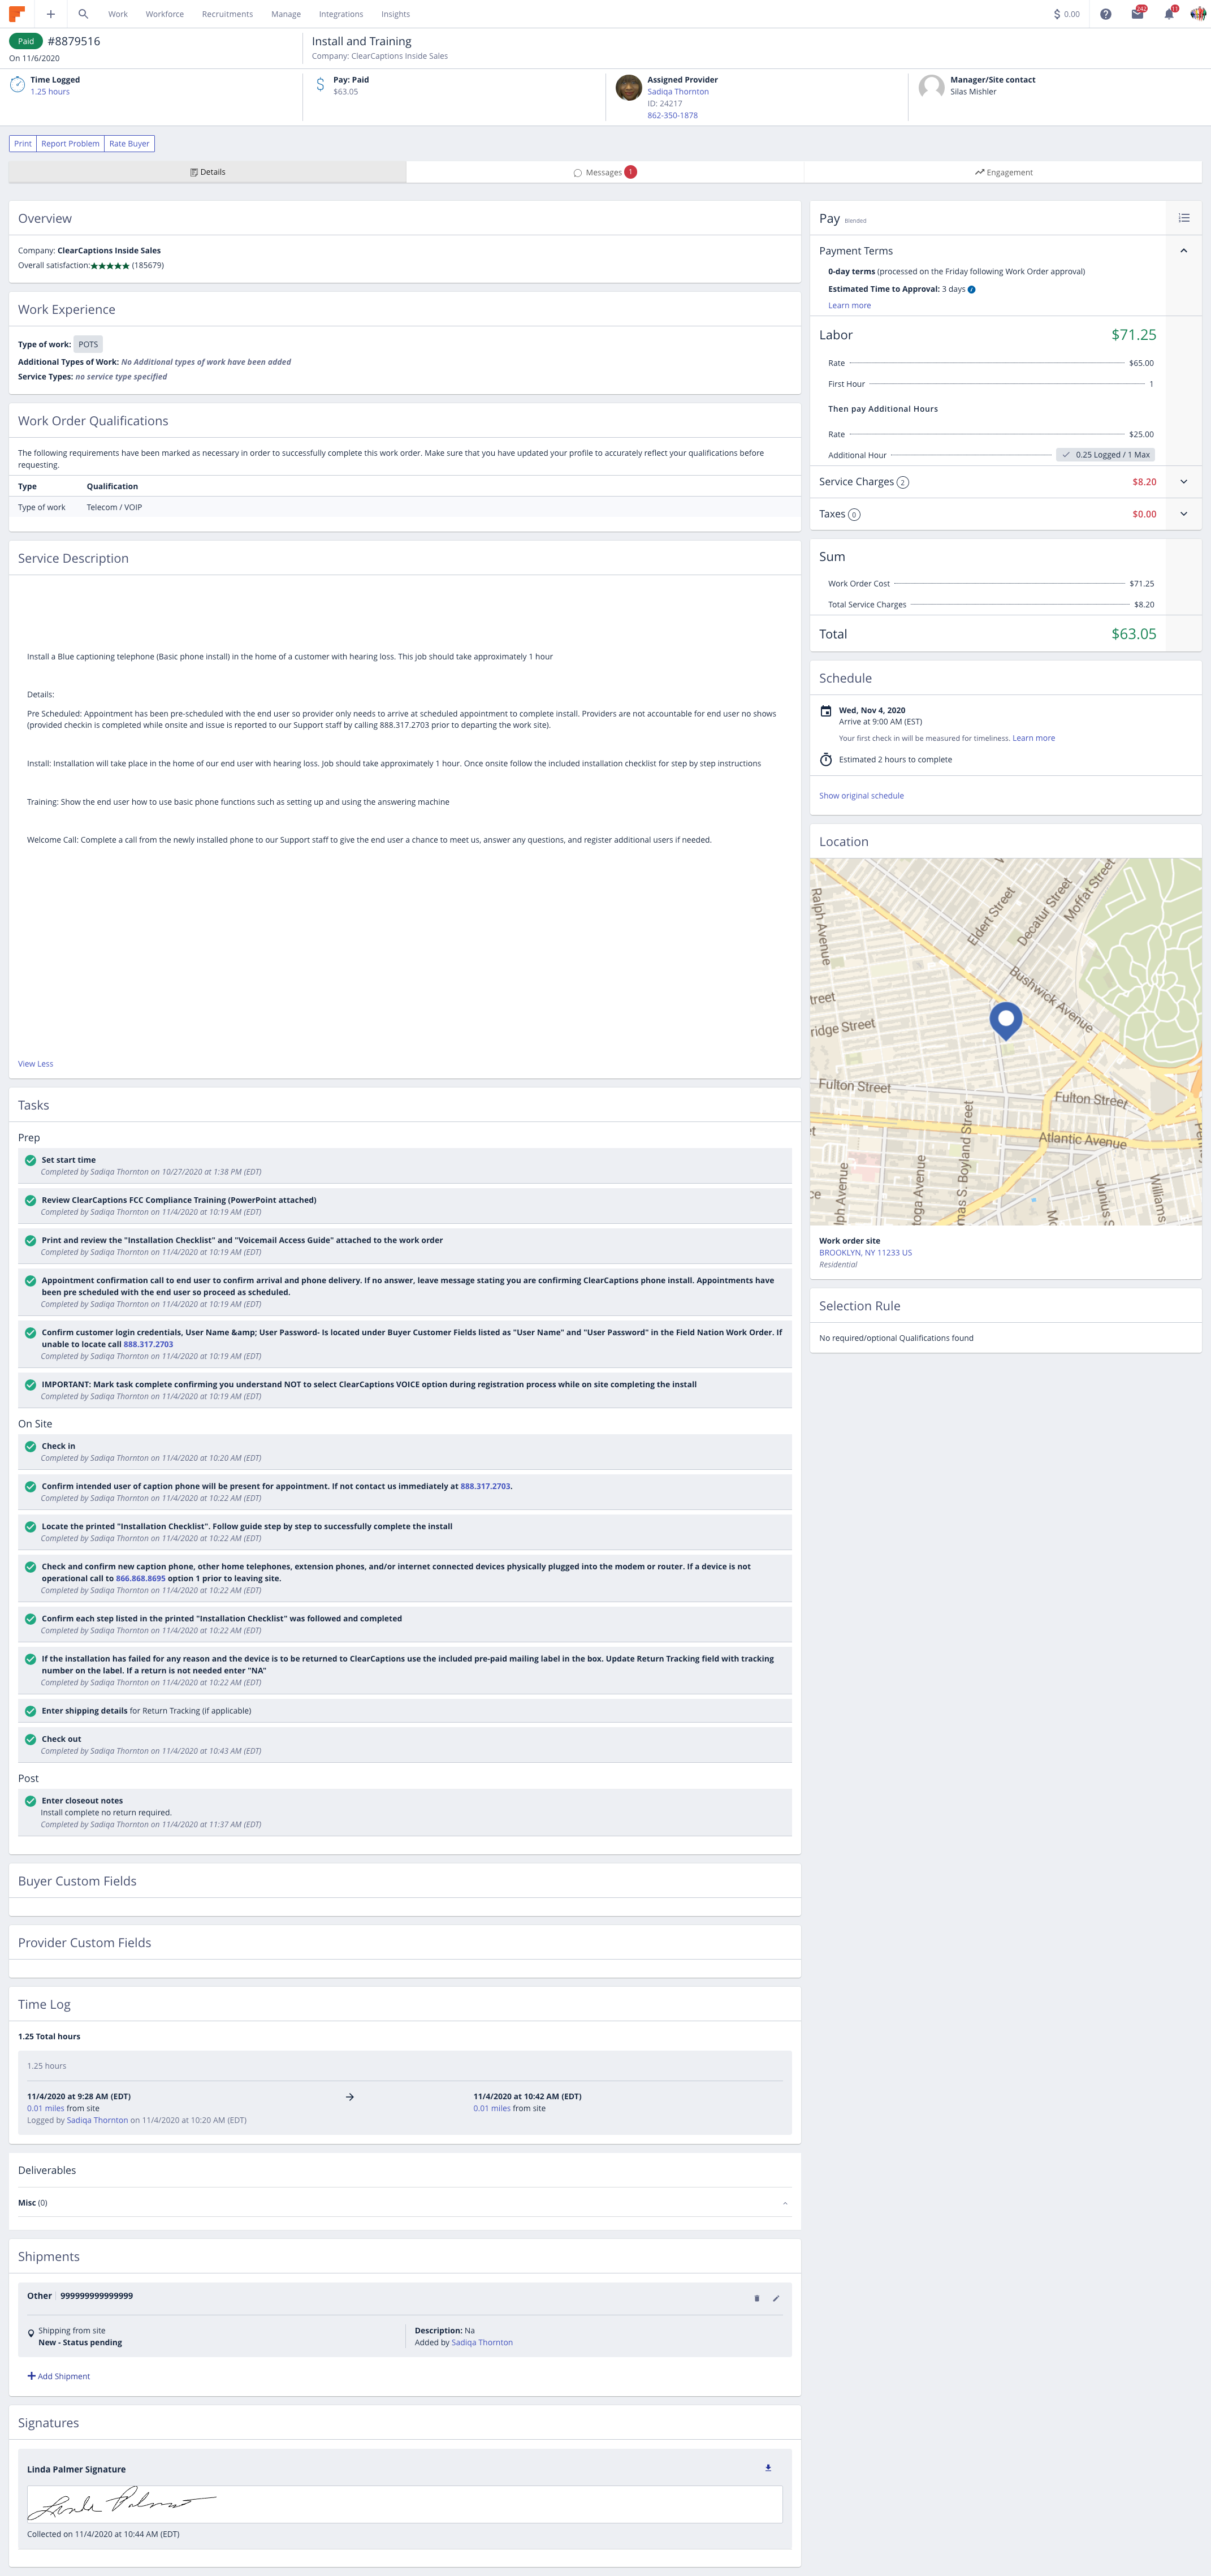 Work Workforce Recruitments Manage Integrations Insights $ 0.00 242 11
Paid #8879516
On 11/6/2020
Install and Training
Company: ClearCaptions Inside Sales
Time Logged
1.25 hours
Pay: Paid
$63.05
Assigned Provider
Sadiqa Thornton
ID: 24217
862-350-1878
Manager/Site contact
Silas Mishler
Print Report Problem Rate Buyer
Details Messages 1 Engagement
Overview
Company: ClearCaptions Inside Sales
Overall satisfaction:★★★★★ (185679)
Work Experience
Type of work: POTS
Additional Types of Work: No Additional types of work have been added
Service Types: no service type specified
Work Order Qualifications
The following requirements have been marked as necessary in order to successfully complete this work order. Make sure that you have updated your profile to accurately reflect your qualifications before
requesting.
Type Qualification
Type of work Telecom / VOIP
Service Description
Install a Blue captioning telephone (Basic phone install) in the home of a customer with hearing loss. This job should take approximately 1 hour
Details:
Pre Scheduled: Appointment has been pre-scheduled with the end user so provider only needs to arrive at scheduled appointment to complete install. Providers are not accountable for end user no shows
(provided checkin is completed while onsite and issue is reported to our Support staff by calling 888.317.2703 prior to departing the work site).
Install: Installation will take place in the home of our end user with hearing loss. Job should take approximately 1 hour. Once onsite follow the included installation checklist for step by step instructions
Training: Show the end user how to use basic phone functions such as setting up and using the answering machine
Welcome Call: Complete a call from the newly installed phone to our Support staff to give the end user a chance to meet us, answer any questions, and register additional users if needed.
View Less
Tasks
Prep
Set start time
Completed by Sadiqa Thornton on 10/27/2020 at 1:38 PM (EDT)
Review ClearCaptions FCC Compliance Training (PowerPoint attached)
Completed by Sadiqa Thornton on 11/4/2020 at 10:19 AM (EDT)
Print and review the "Installation Checklist" and "Voicemail Access Guide" attached to the work order
Completed by Sadiqa Thornton on 11/4/2020 at 10:19 AM (EDT)
Appointment confirmation call to end user to confirm arrival and phone delivery. If no answer, leave message stating you are confirming ClearCaptions phone install. Appointments have
been pre scheduled with the end user so proceed as scheduled.
Completed by Sadiqa Thornton on 11/4/2020 at 10:19 AM (EDT)
Confirm customer login credentials, User Name &amp; User Password- Is located under Buyer Customer Fields listed as "User Name" and "User Password" in the Field Nation Work Order. If
unable to locate call 888.317.2703
Completed by Sadiqa Thornton on 11/4/2020 at 10:19 AM (EDT)
IMPORTANT: Mark task complete confirming you understand NOT to select ClearCaptions VOICE option during registration process while on site completing the install
Completed by Sadiqa Thornton on 11/4/2020 at 10:19 AM (EDT)
On Site
Check in
Completed by Sadiqa Thornton on 11/4/2020 at 10:20 AM (EDT)
Confirm intended user of caption phone will be present for appointment. If not contact us immediately at 888.317.2703.
Completed by Sadiqa Thornton on 11/4/2020 at 10:22 AM (EDT)
Locate the printed "Installation Checklist". Follow guide step by step to successfully complete the install
Completed by Sadiqa Thornton on 11/4/2020 at 10:22 AM (EDT)
Check and confirm new caption phone, other home telephones, extension phones, and/or internet connected devices physically plugged into the modem or router. If a device is not
operational call to 866.868.8695 option 1 prior to leaving site.
Completed by Sadiqa Thornton on 11/4/2020 at 10:22 AM (EDT)
Confirm each step listed in the printed "Installation Checklist" was followed and completed
Completed by Sadiqa Thornton on 11/4/2020 at 10:22 AM (EDT)
If the installation has failed for any reason and the device is to be returned to ClearCaptions use the included pre-paid mailing label in the box. Update Return Tracking field with tracking
number on the label. If a return is not needed enter "NA"
Completed by Sadiqa Thornton on 11/4/2020 at 10:22 AM (EDT)
Enter shipping details for Return Tracking (if applicable)
Check out
Completed by Sadiqa Thornton on 11/4/2020 at 10:43 AM (EDT)
Post
Enter closeout notes
Install complete no return required.
Completed by Sadiqa Thornton on 11/4/2020 at 11:37 AM (EDT)
Buyer Custom Fields
Provider Custom Fields
Time Log
1.25 Total hours
1.25 hours
11/4/2020 at 9:28 AM (EDT) 11/4/2020 at 10:42 AM (EDT)
0.01 miles from site 0.01 miles from site
Logged by Sadiqa Thornton on 11/4/2020 at 10:20 AM (EDT)
Deliverables
Misc (0)
Shipments
Other 999999999999999
Shipping from site
New - Status pending
Description: Na
Added by Sadiqa Thornton
Add Shipment
Signatures
Linda Palmer Signature
Linda Palmer
Collected on 11/4/2020 at 10:44 AM (EDT)
Pay Blended
Payment Terms
0-day terms (processed on the Friday following Work Order approval)
Estimated Time to Approval: 3 days
Learn more
Labor $71.25
Rate $65.00
First Hour 1
Then pay Additional Hours
Rate $25.00
Additional Hour 0.25 Logged / 1 Max
Service Charges 2 $8.20
Taxes 0 $0.00
Sum
Work Order Cost $71.25
Total Service Charges $8.20
Total $63.05
Schedule
Wed, Nov 4, 2020
Arrive at 9:00 AM (EST)
Your first check in will be measured for timeliness. Learn more
Estimated 2 hours to complete
Show original schedule
Location
Ralph Avenue
Eldert Street
Decatur Street
Moffat Street
Bushwick Avenue
treet
ridge Street
Fulton Street
Fulton Street
Atlantic Avenue
lph Avenue
toga Avenue
mas S. Boyland Street
Junius S
Williams
Work order site
BROOKLYN, NY 11233 US
Residential
Selection Rule
No required/optional Qualifications found